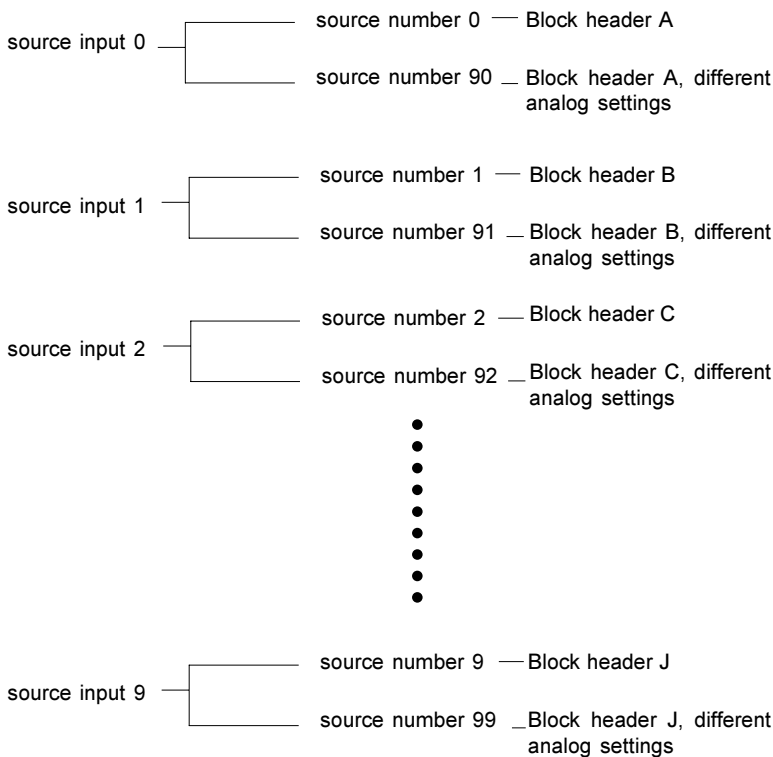 source input 0
source number 0
Block header A
source number 90
Block header A, different
analog settings
source input 1
source number 1
Block header B
source number 91
Block header B, different
analog settings
source input 2
source number 2
Block header C
source number 92
Block header C, different
analog settings
source input 9
source number 9
Block header J
source number 99
Block header J, different
analog settings